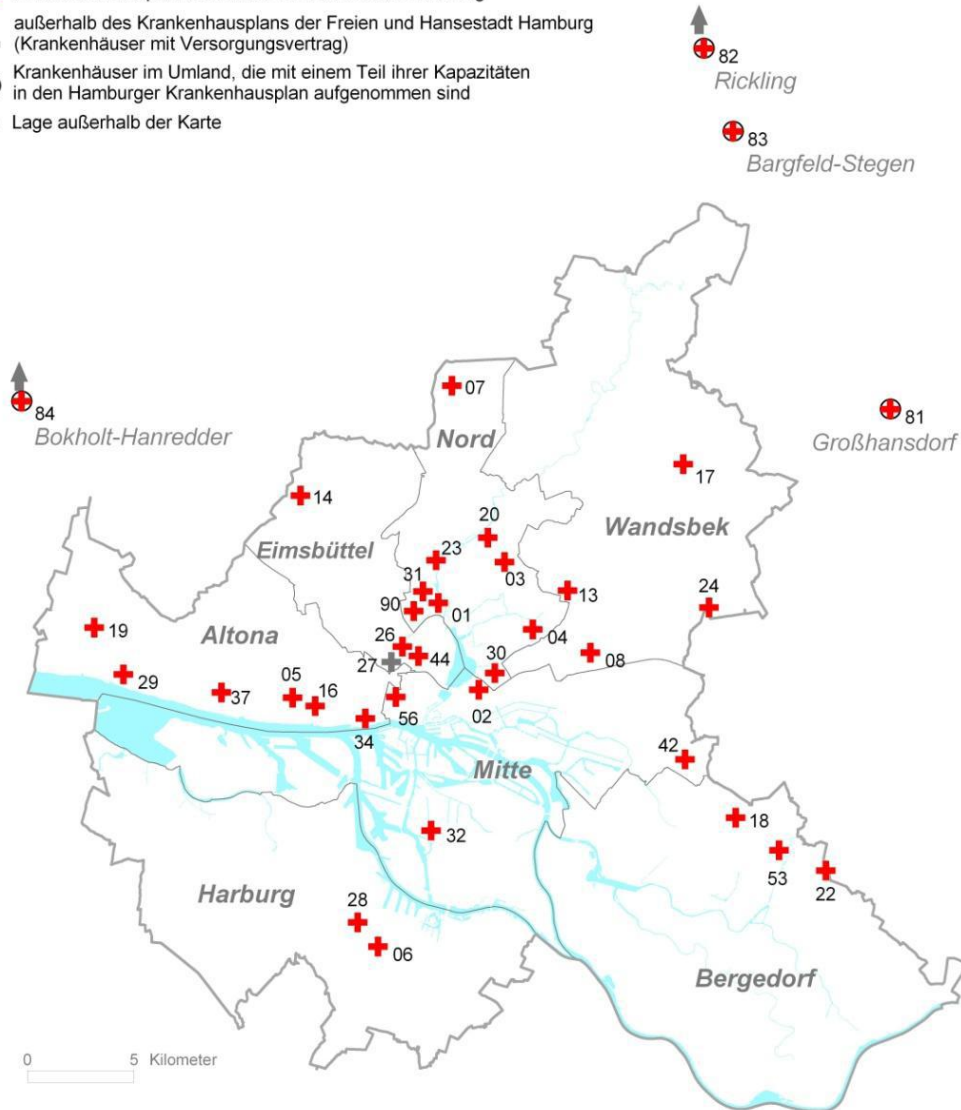 außerhalb des Krankenhausplans der Freien und Hansestadt Hamburg
(Krankenhäuser mit Versorgungsvertrag)
Krankenhäuser im Umland, die mit einem Teil ihrer Kapazitäten
in den Hamburger Krankenhausplan aufgenommen sind
Lage außerhalb der Karte
82
Rickling
83
Bargfeld-Stegen
07
84
Bokholt-Hanredder
81
Großhansdorf
Nord
17
14
20
Wandsbek
Eimsbüttel
23
03
31
13
24
90
01
19
Altona
26
04
27
44
30
08
29
05
37
16
56
02
34
42
Mitte
18
32
53
22
Harburg
28
06
Bergedorf
0 5 Kilometer